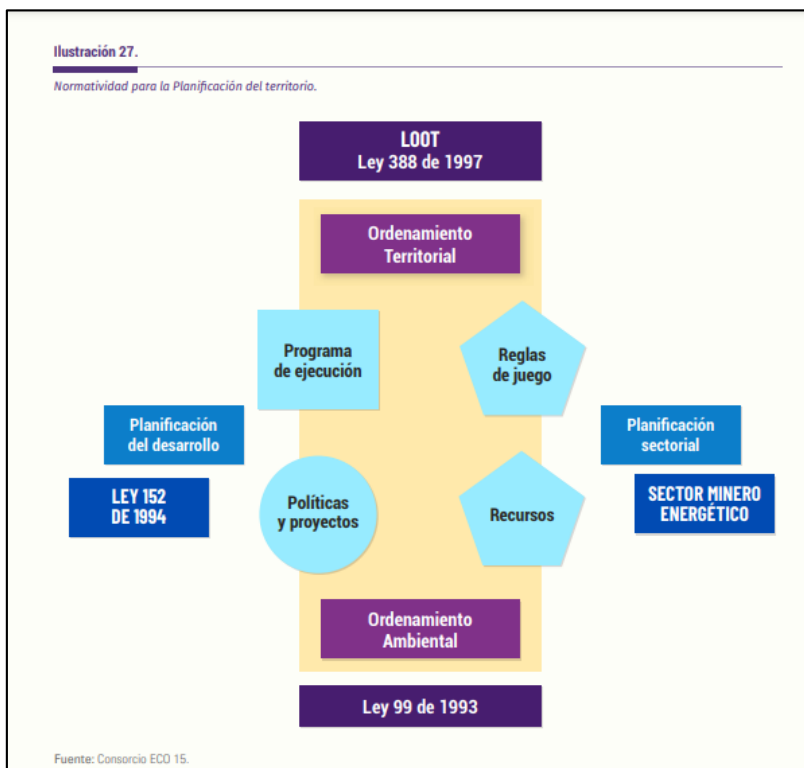 Ilustración 27.
Normatividad para la Planificación del territorio.
LOOT
Ley 388 de 1997
Ordenamiento
Territorial
Programa
de ejecución
Reglas
de juego
Planificación
del desarrollo
Planificación
sectorial
LEY 152
DE 1994
Políticas
y proyectos
Recursos
SECTOR MINERO
ENERGÉTICO
Ordenamiento
Ambiental
Ley 99 de 1993
Fuente: Consorcio ECO 15.